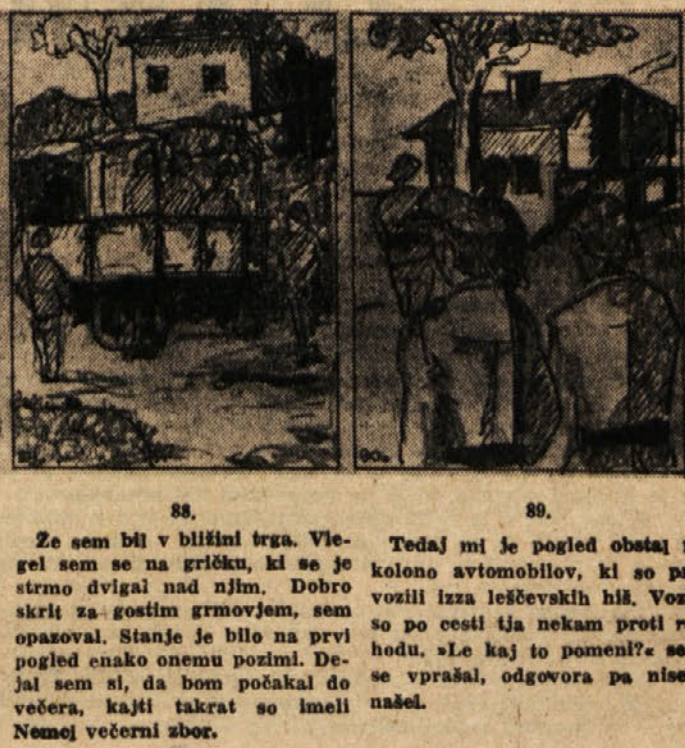 88.
Že sem bil v bližini trga. Vle-
gel sem se na gričku, ki se je
strmo dvigal nad njim. Dobro
skrit za gostim grmovjem, sem
opazoval. Stanje je bilo na prvi
pogled enako onemu pozimi. De-
jal sem si, da bom počakal do
večera, kajti takrat so imeli
Nemci večerni zbor.
89.
Tedaj mi je pogled obstal
kolono avtomobilov, ki so
vozili izza leščevskih hiš.
so po cesti tja nekam proti
hodu. »Le kaj to pomeni?«
se vprašal, odgovora pa
našel.